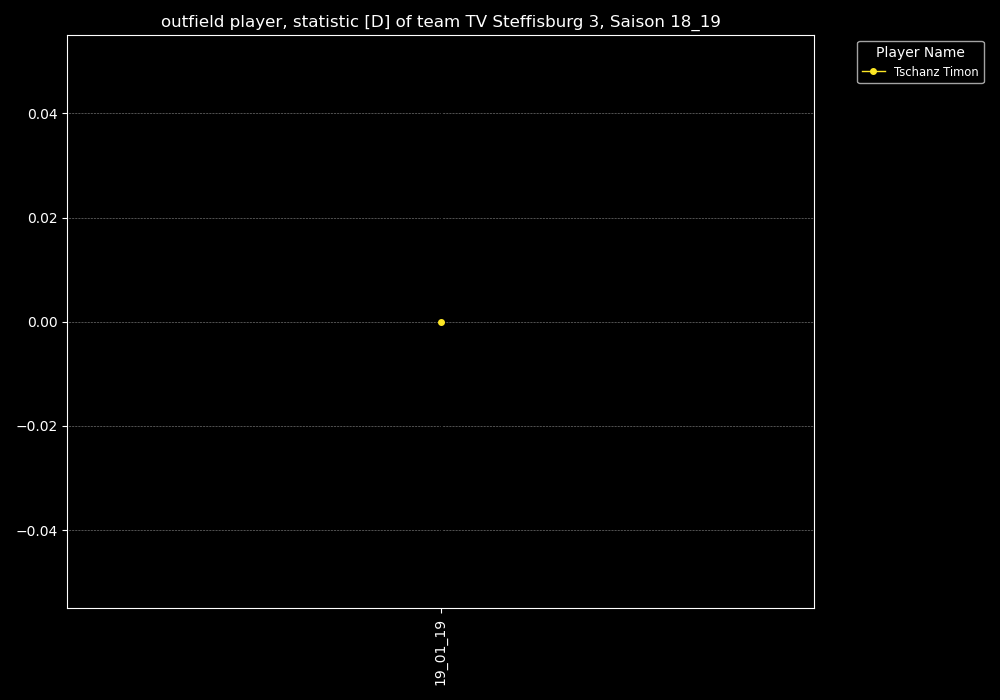 outfield player, statistic [D] of team TV Steffisburg 3, Saison 18_19
Player Name
Tschanz Timon
0.04
0.02
0.00
−0.02
−0.04
19_01_19